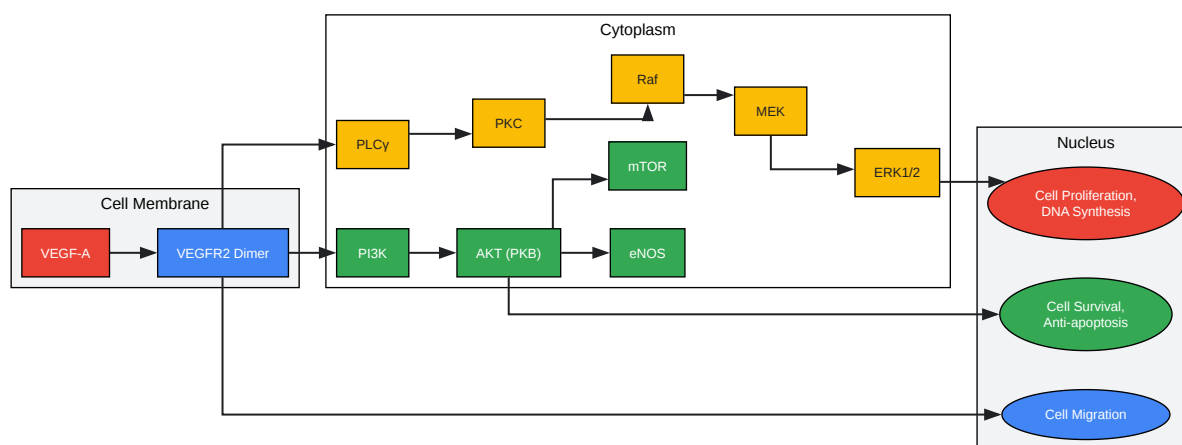 Cytoplasm
Raf
MEK
PKC
PLCγ
mTOR
ERK1/2
Nucleus
Cell Proliferation,
DNA Synthesis
Cell Membrane
VEGF-A
VEGFR2 Dimer
PI3K
AKT (PKB)
eNOS
Cell Survival,
Anti-apoptosis
Cell Migration